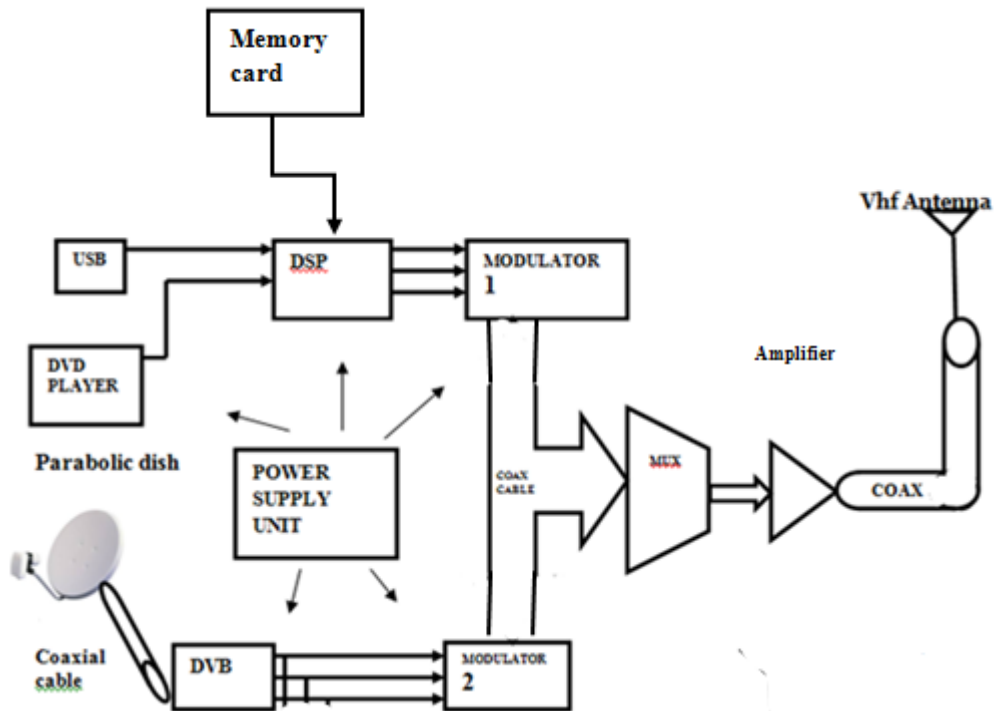 Memory
card
Vhf Antenna
USB
DSP
MODULATOR
1
Amplifier
DVD
PLAYER
Parabolic dish
POWER
SUPPLY
UNIT
COAX
CABLE
MUX
COAX
Coaxial
cable
DVB
MODULATOR
2